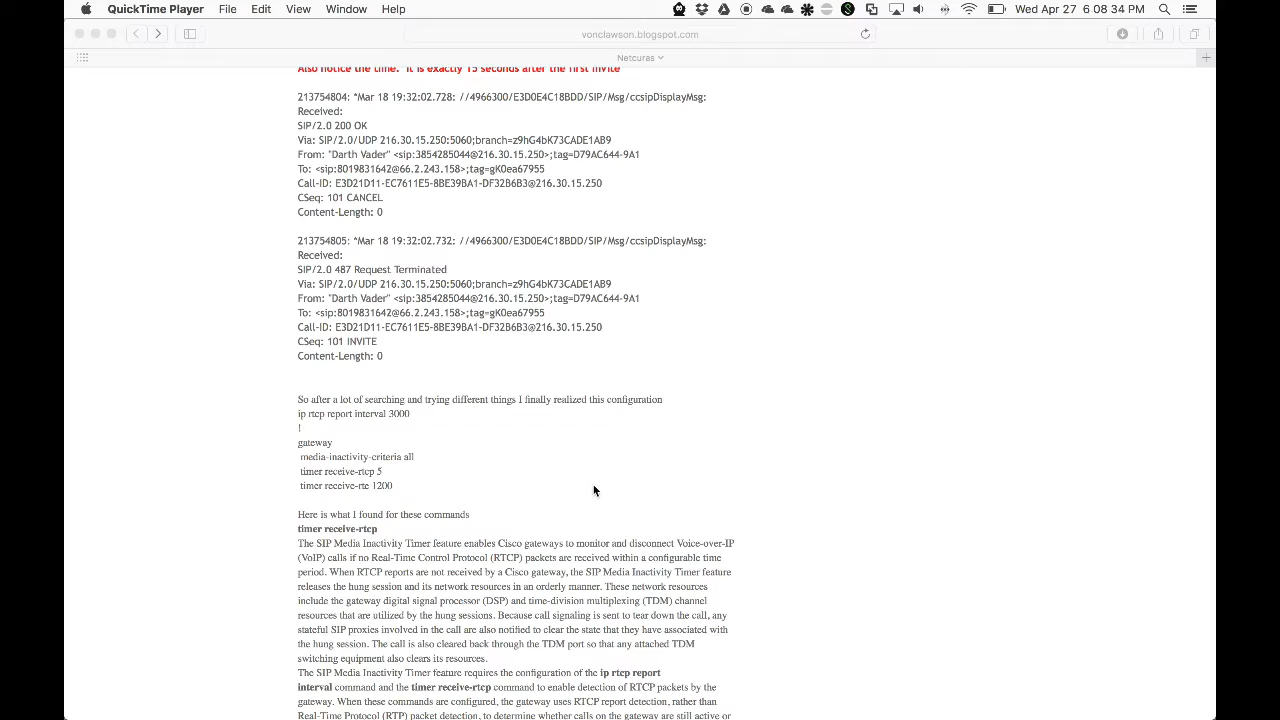 QuickTime Player File Edit View Window Help Wed Apr 27 6:08:34 PM
vonclawson.blogspot.com
Netcuras
Also notice the time. It is exactly 15 seconds after the first invite
213754804: *Mar 18 19:32:02.728: //4966300/E3D0E4C18BDD/SIP/Msg/ccsipDisplayMsg:
Received:
SIP/2.0 200 OK
Via: SIP/2.0/UDP 216.30.15.250:5060;branch=z9hG4bK73CADE1AB9
From: "Darth Vader" <sip:3854285044@216.30.15.250>;tag=D79AC644-9A1
To: <sip:8019831642@66.2.243.158>;tag=gK0ea67955
Call-ID: E3D21D11-EC7611E5-8BE39BA1-DF32B6B3@216.30.15.250
CSeq: 101 CANCEL
Content-Length: 0
213754805: *Mar 18 19:32:02.732: //4966300/E3D0E4C18BDD/SIP/Msg/ccsipDisplayMsg:
Received:
SIP/2.0 487 Request Terminated
Via: SIP/2.0/UDP 216.30.15.250:5060;branch=z9hG4bK73CADE1AB9
From: "Darth Vader" <sip:3854285044@216.30.15.250>;tag=D79AC644-9A1
To: <sip:8019831642@66.2.243.158>;tag=gK0ea67955
Call-ID: E3D21D11-EC7611E5-8BE39BA1-DF32B6B3@216.30.15.250
CSeq: 101 INVITE
Content-Length: 0
So after a lot of searching and trying different things I finally realized this configuration
ip rtcp report interval 3000
!
gateway
media-inactivity-criteria all
timer receive-rtcp 5
timer receive-rte 1200
Here is what I found for these commands
timer receive-rtcp
The SIP Media Inactivity Timer feature enables Cisco gateways to monitor and disconnect Voice-over-IP
(VoIP) calls if no Real-Time Control Protocol (RTCP) packets are received within a configurable time
period. When RTCP reports are not received by a Cisco gateway, the SIP Media Inactivity Timer feature
releases the hung session and its network resources in an orderly manner. These network resources
include the gateway digital signal processor (DSP) and time-division multiplexing (TDM) channel
resources that are utilized by the hung sessions. Because call signaling is sent to tear down the call, any
stateful SIP proxies involved in the call are also notified to clear the state that they have associated with
the hung session. The call is also cleared back through the TDM port so that any attached TDM
switching equipment also clears its resources.
The SIP Media Inactivity Timer feature requires the configuration of the ip rtcp report
interval command and the timer receive-rtcp command to enable detection of RTCP packets by the
gateway. When these commands are configured, the gateway uses RTCP report detection, rather than
Real-Time Protocol (RTP) packet detection, to determine whether calls on the gateway are still active or